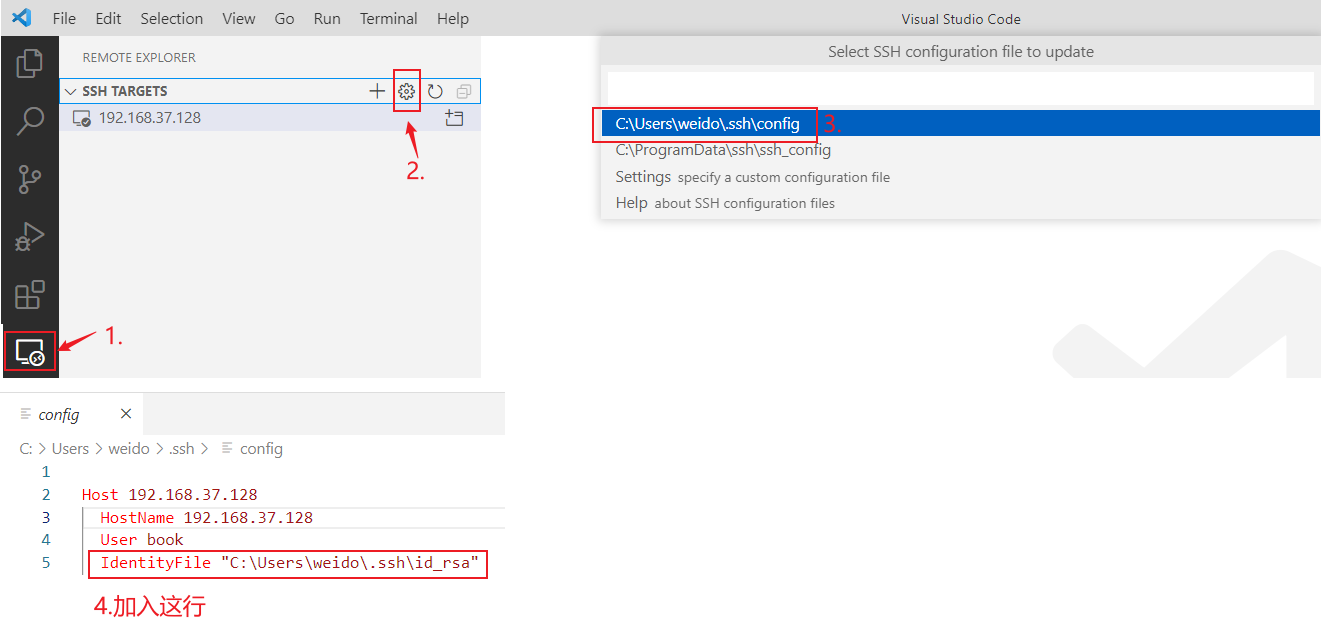 File Edit Selection View Go Run Terminal Help
Visual Studio Code
REMOTE EXPLORER
SSH TARGETS
192.168.37.128
2.
1.
Select SSH configuration file to update
C:\Users\weido\.ssh\config 3.
C:\ProgramData\ssh\ssh_config
Settings specify a custom configuration file
Help about SSH configuration files
config
C: > Users > weido > .ssh > config
1
2 Host 192.168.37.128
3 HostName 192.168.37.128
4 User book
5 IdentityFile "C:\Users\weido\.ssh\id_rsa"
4.加入这行